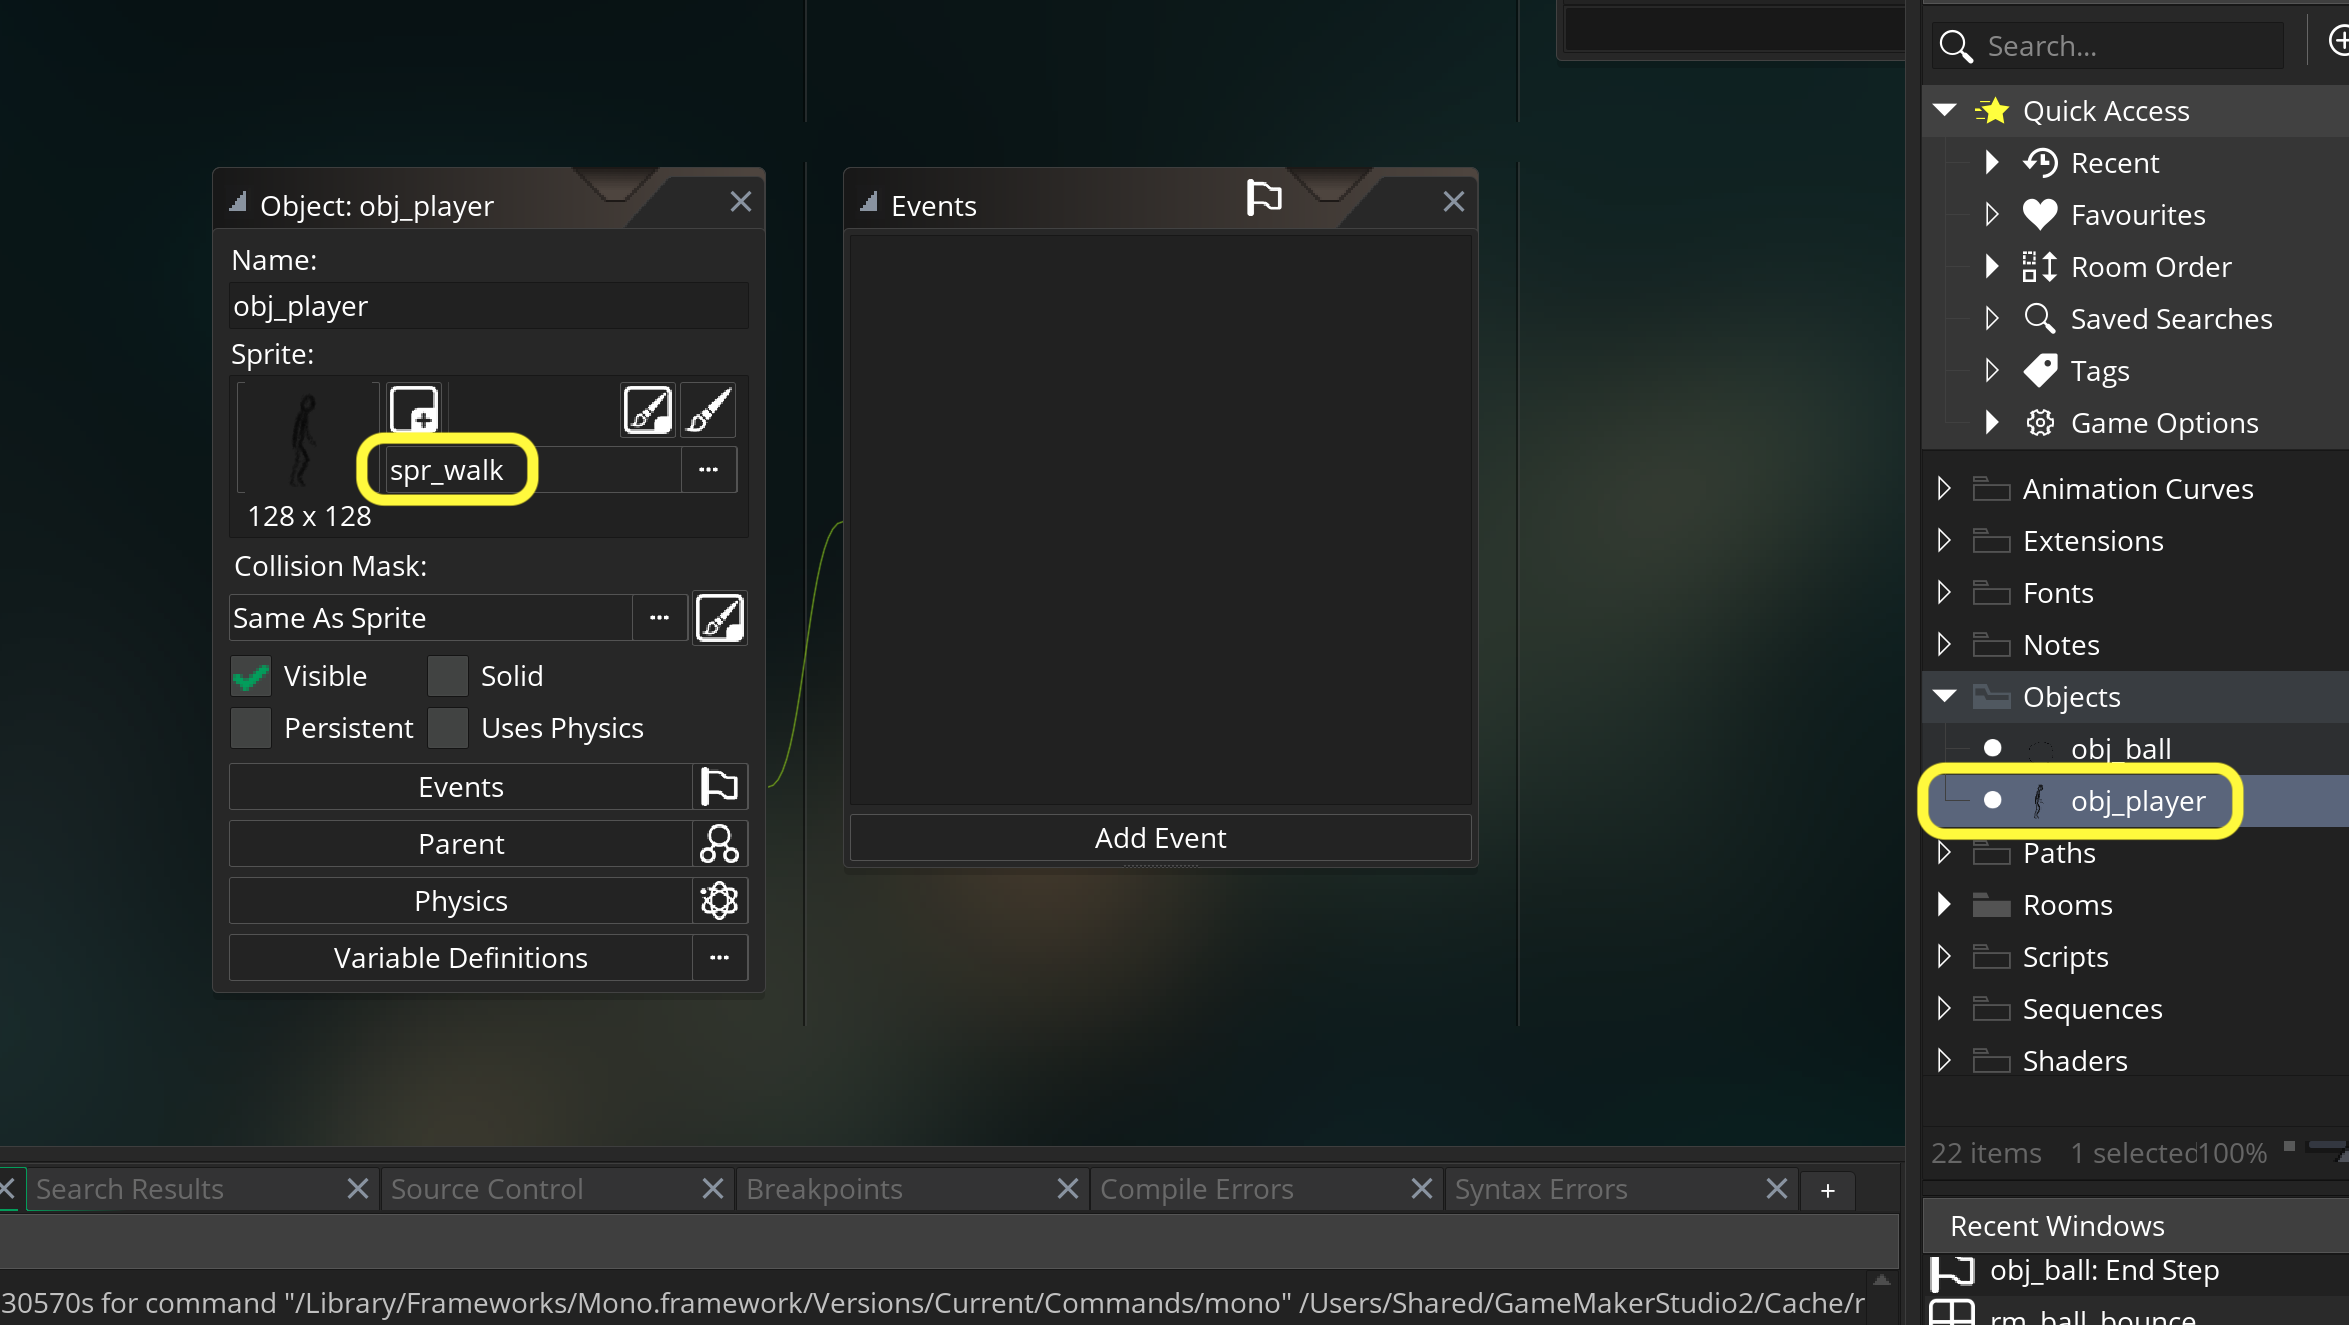 Search...
Quick Access
Recent
Favourites
Room Order
Saved Searches
Tags
Game Options
Animation Curves
Extensions
Fonts
Notes
Objects
obj_ball
obj_player
Paths
Rooms
Scripts
Sequences
Shaders
22 items 1 selected 100%
Recent Windows
obj_ball: End Step
rm_ball_bounce
Object: obj_player
Name:
obj_player
Sprite:
spr_walk
128 x 128
Collision Mask:
Same As Sprite
Visible Solid
Persistent Uses Physics
Events
Parent
Physics
Variable Definitions
Events
Add Event
Search Results Source Control Breakpoints Compile Errors Syntax Errors
30570s for command "/Library/Frameworks/Mono.framework/Versions/Current/Commands/mono" /Users/Shared/GameMakerStudio2/Cache/r